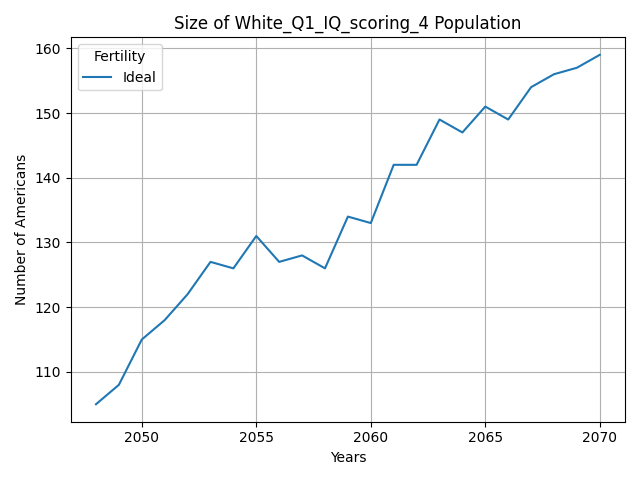 Size of White_Q1_IQ_scoring_4 Population
Fertility
Ideal
Number of Americans
160
150
140
130
120
110
2050 2055 2060 2065 2070
Years